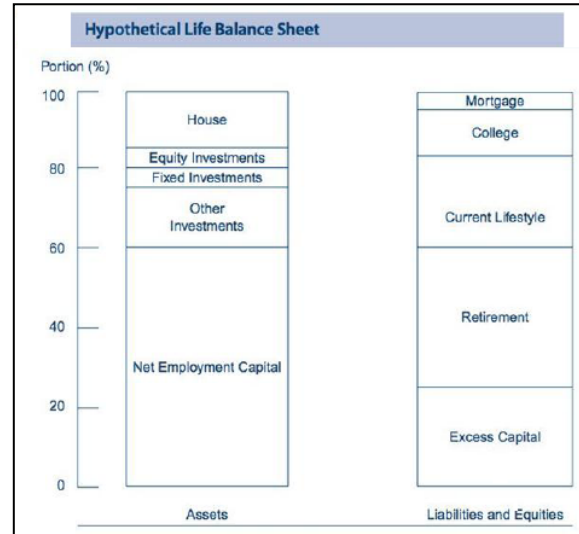 Hypothetical Life Balance Sheet
Portion (%)
100
80
60
40
20
0
House
Equity Investments
Fixed Investments
Other
Investments
Net Employment Capital
Assets
Mortgage
College
Current Lifestyle
Retirement
Excess Capital
Liabilities and Equities